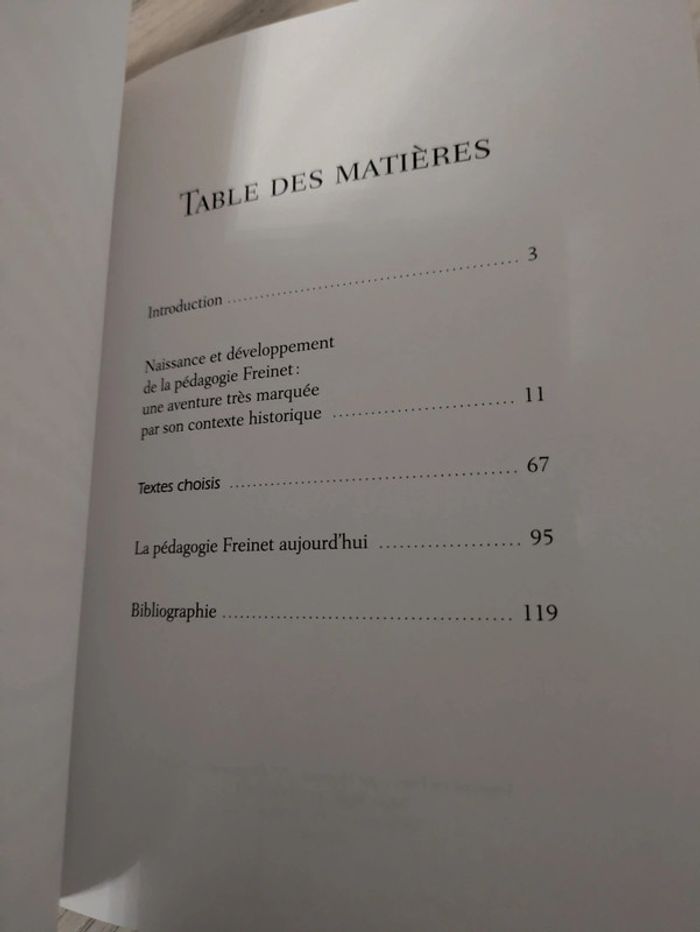 TABLE DES MATIÈRES
Introduction .......... 3
Naissance et développement
de la pédagogie Freinet :
une aventure très marquée
par son contexte historique .......... 11
Textes choisis .......... 67
La pédagogie Freinet aujourd'hui .......... 95
Bibliographie .......... 119